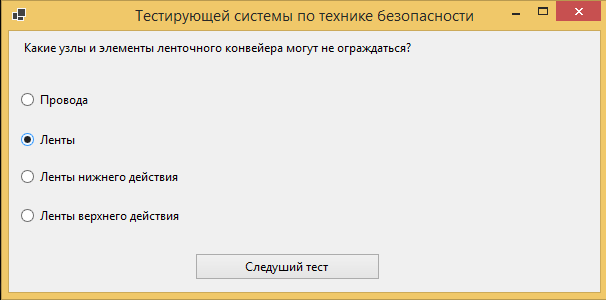 Тестирующей системы по технике безопасности
Какие узлы и элементы ленточного конвейера могут не ограждаться?
Провода
Ленты
Ленты нижнего действия
Ленты верхнего действия
Следуший тест